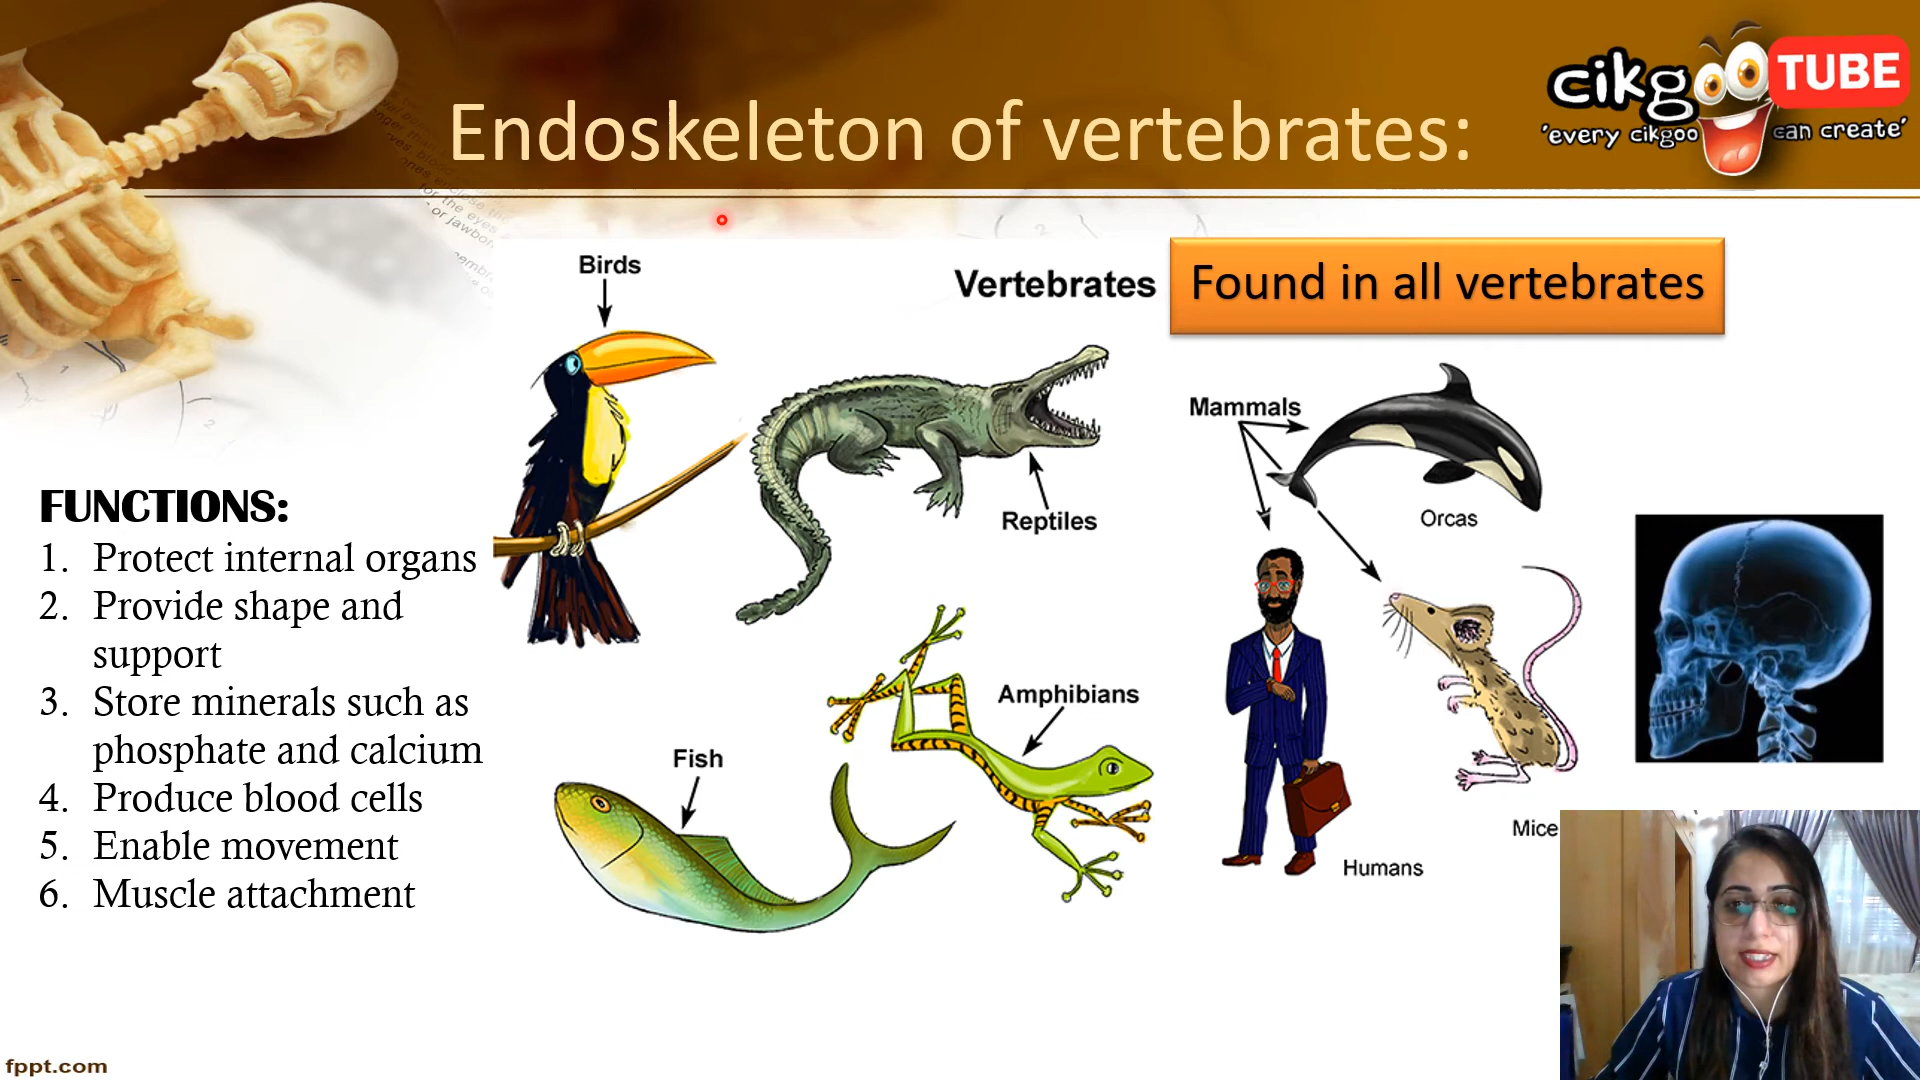 Endoskeleton of vertebrates:
cikgoo TUBE
'every cikgoo can create'
Birds
Vertebrates
Found in all vertebrates
Mammals
Reptiles
Orcas
FUNCTIONS:
1. Protect internal organs
2. Provide shape and
support
3. Store minerals such as
phosphate and calcium
4. Produce blood cells
5. Enable movement
6. Muscle attachment
Amphibians
Fish
Mice
Humans
fppt.com